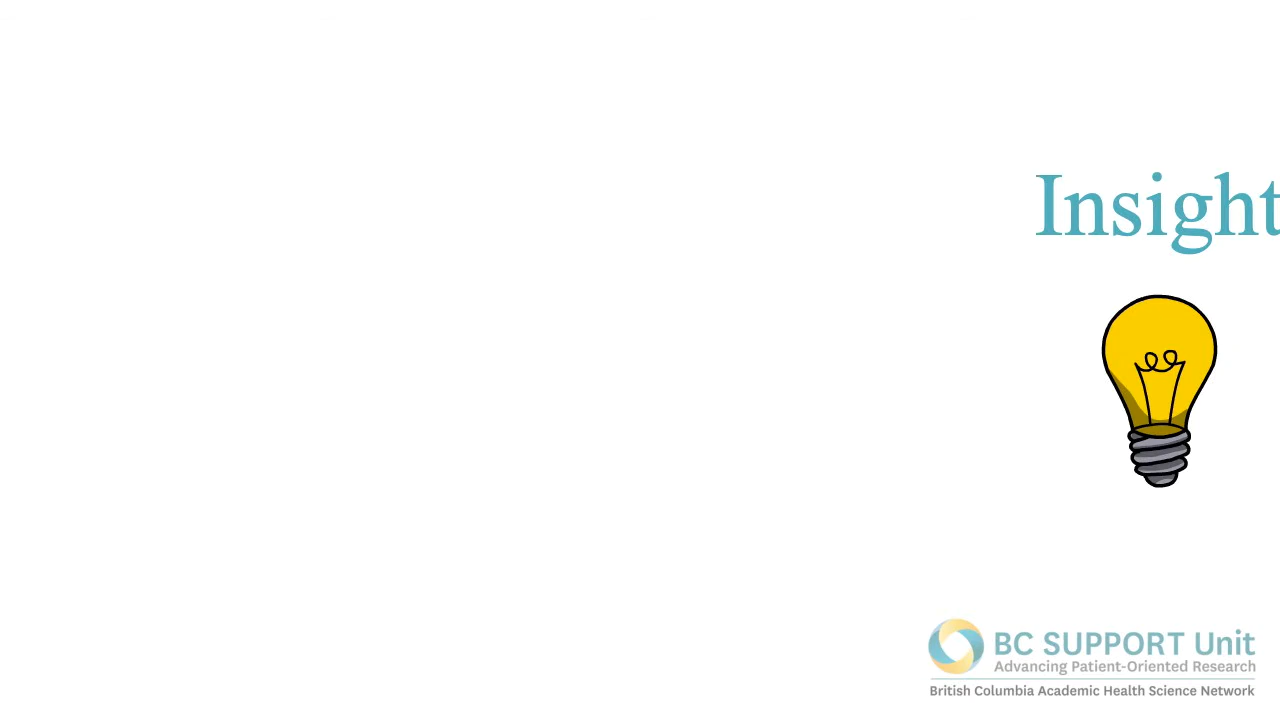 Insight
BC SUPPORT Unit
Advancing Patient-Oriented Research
British Columbia Academic Health Science Network